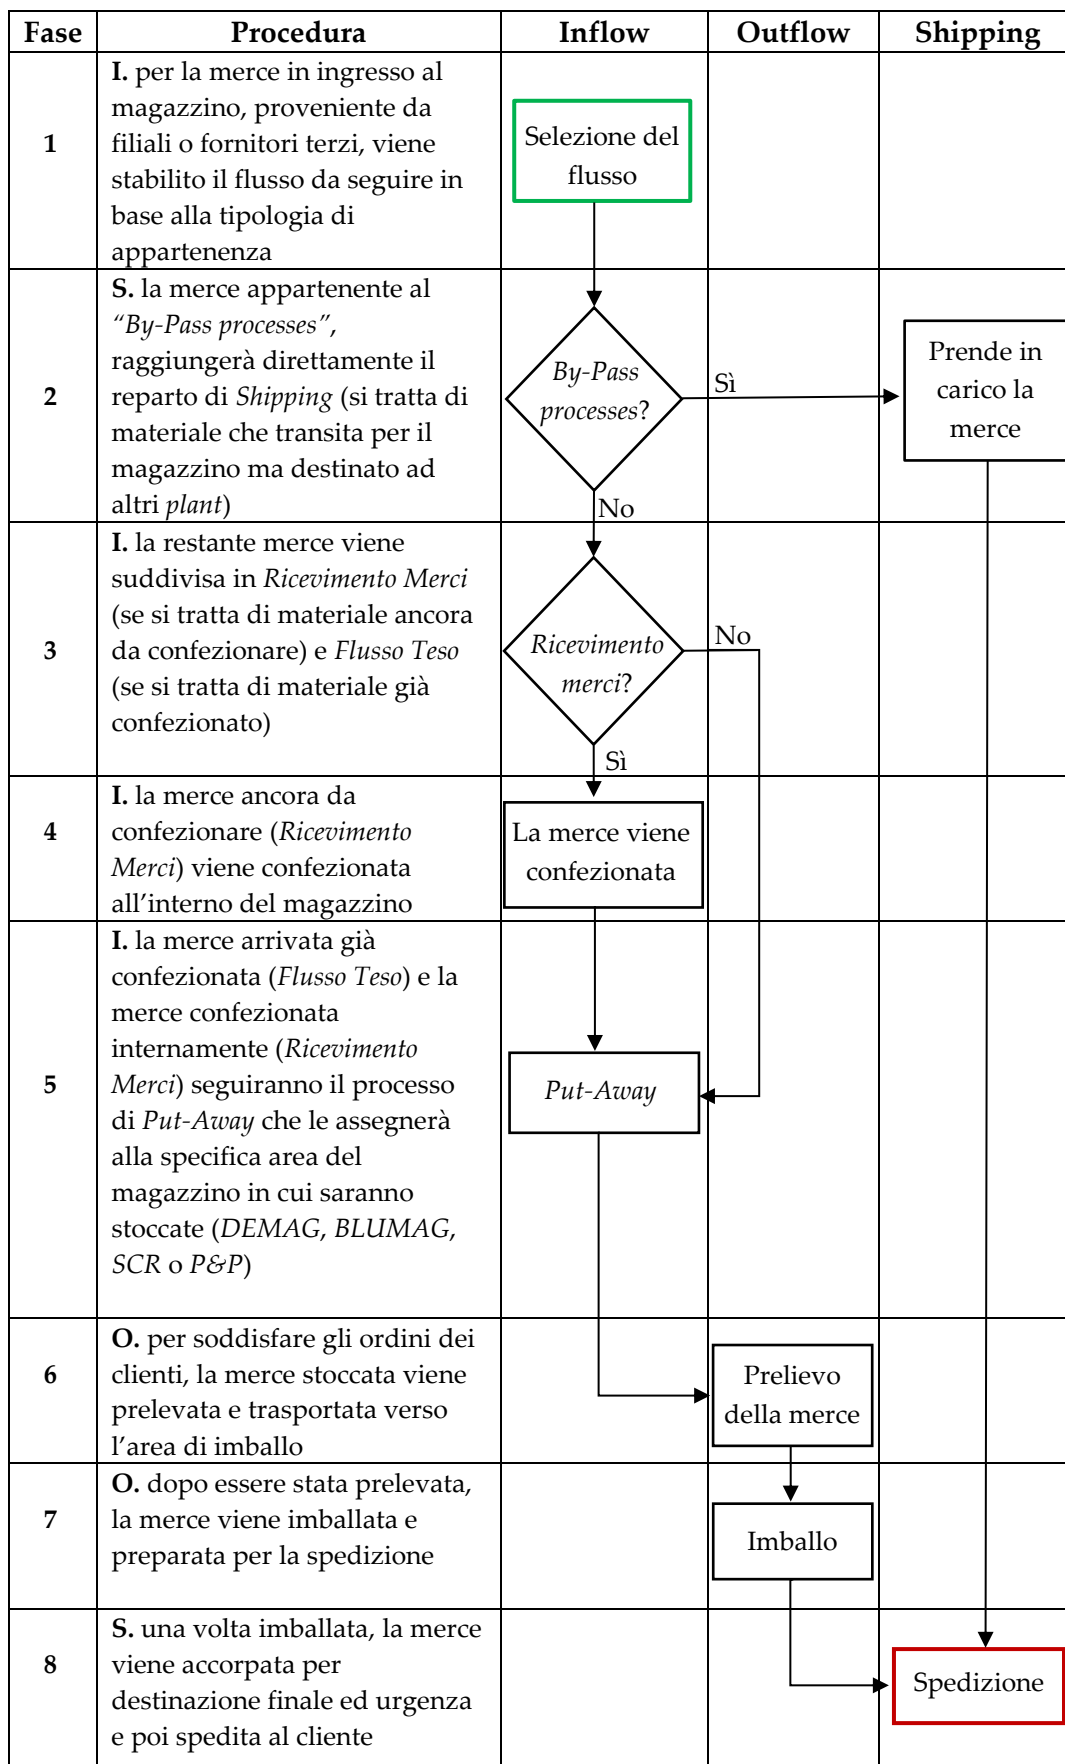 Fase Procedura Inflow Outflow Shipping
1
I. per la merce in ingresso al
magazzino, proveniente da
filiali o fornitori terzi, viene
stabilito il flusso da seguire in
base alla tipologia di
appartenenza
Selezione del
flusso
2
S. la merce appartenente al
“By-Pass processes”,
raggiungerà direttamente il
reparto di Shipping (si tratta di
materiale che transita per il
magazzino ma destinato ad
altri plant)
By-Pass
processes?
Sì
No
Prende in
carico la
merce
3
I. la restante merce viene
suddivisa in Ricevimento Merci
(se si tratta di materiale ancora
da confezionare) e Flusso Teso
(se si tratta di materiale già
confezionato)
Ricevimento
merci?
No
Sì
4
I. la merce ancora da
confezionare (Ricevimento
Merci) viene confezionata
all’interno del magazzino
La merce viene
confezionata
5
I. la merce arrivata già
confezionata (Flusso Teso) e la
merce confezionata
internamente (Ricevimento
Merci) seguiranno il processo
di Put-Away che le assegnerà
alla specifica area del
magazzino in cui saranno
stoccate (DEMAG, BLUMAG,
SCR o P&P)
Put-Away
6
O. per soddisfare gli ordini dei
clienti, la merce stoccata viene
prelevata e trasportata verso
l’area di imballo
Prelievo
della merce
7
O. dopo essere stata prelevata,
la merce viene imballata e
preparata per la spedizione
Imballo
8
S. una volta imballata, la merce
viene accorpata per
destinazione finale ed urgenza
e poi spedita al cliente
Spedizione